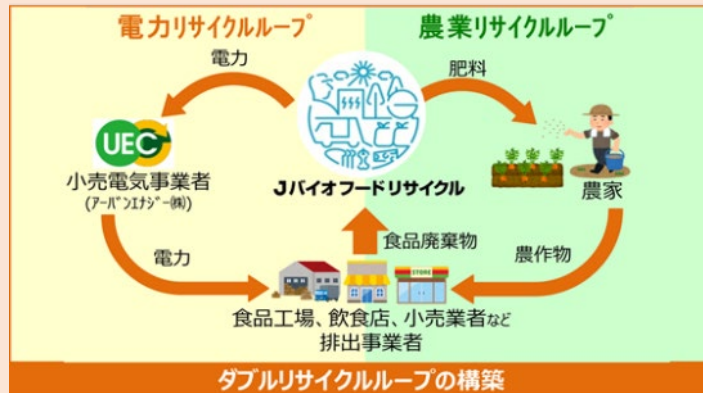 電力リサイクルループ
農業リサイクルループ
電力
肥料
UEC
小売電気事業者
(ｱｰﾊﾞﾝｴﾅｼﾞｰ㈱)
Jバイオフードリサイクル
農家
電力
食品廃棄物
農作物
STORE
食品工場、飲食店、小売業者など
排出事業者
ダブルリサイクルループの構築